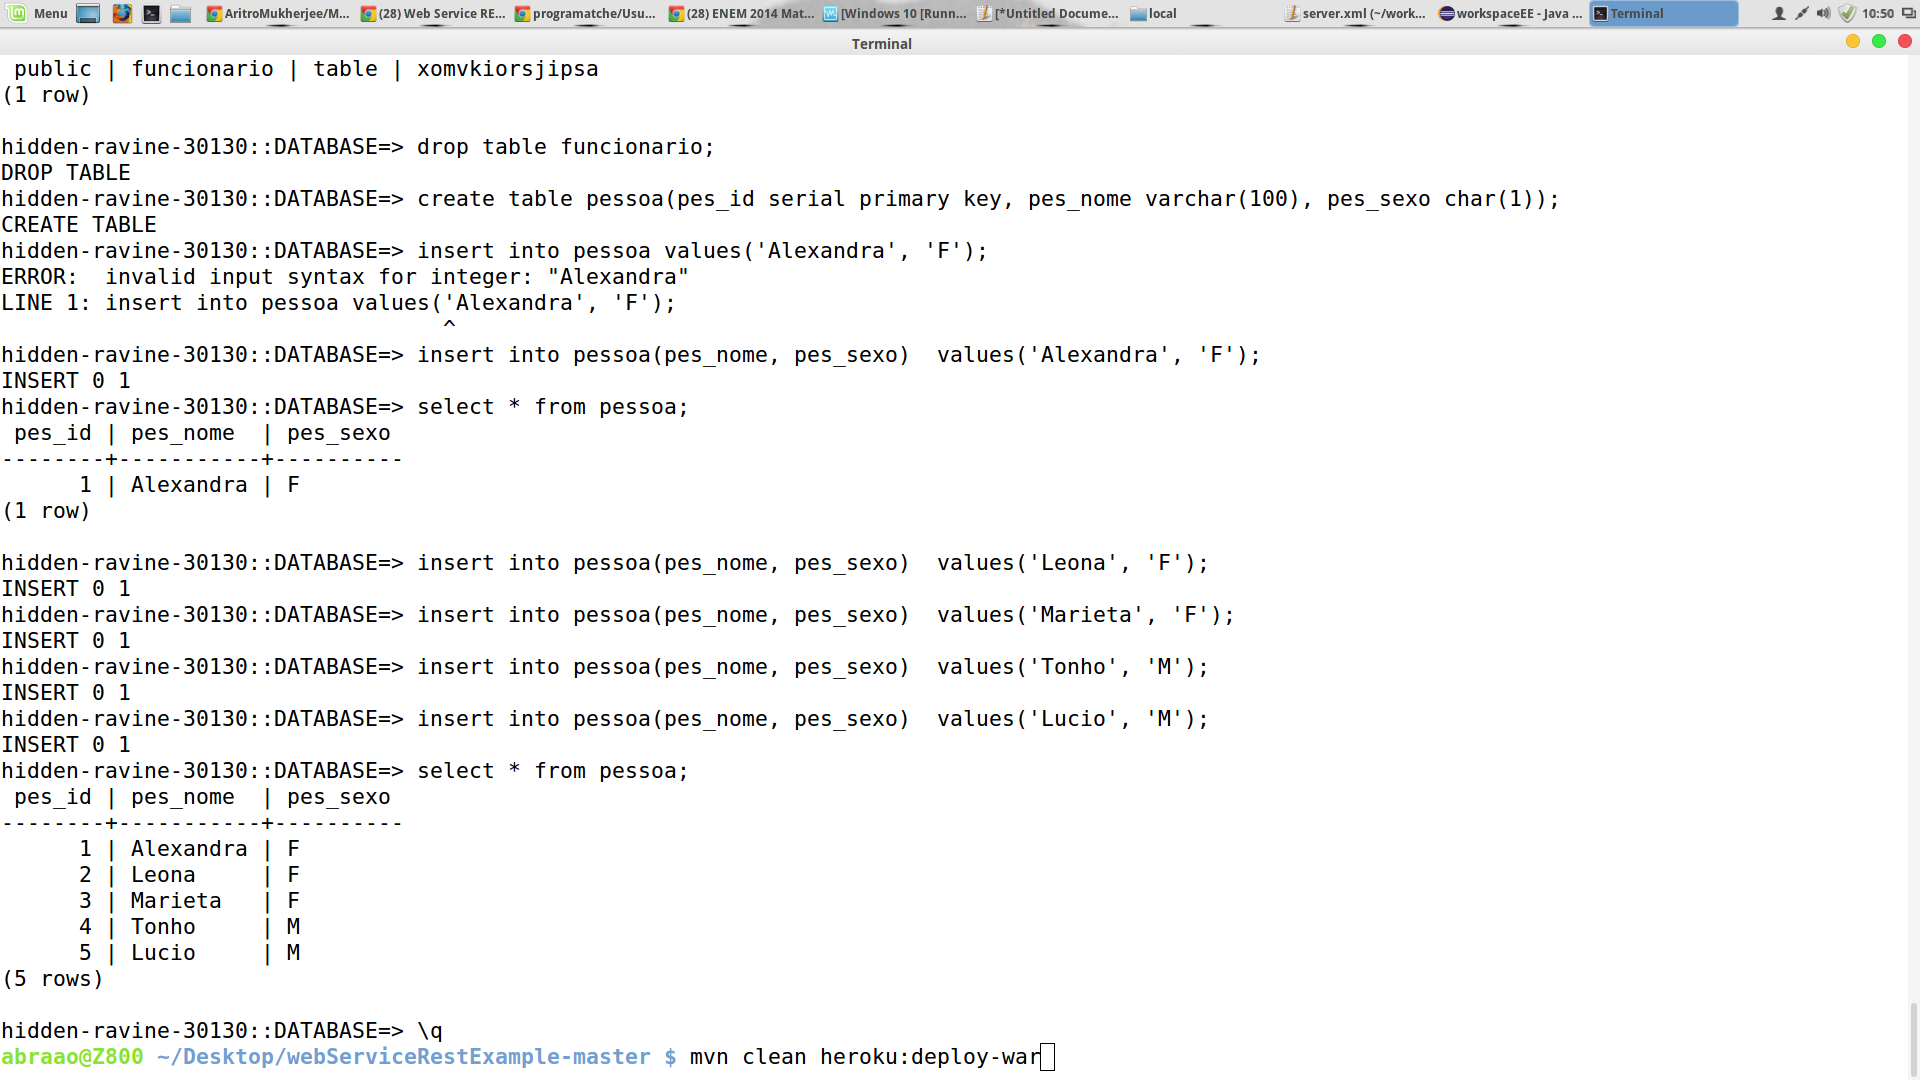 Menu AritroMukherjee/M... (28) Web Service RE... programatche/Usu... (28) ENEM 2014 Mat... [Windows 10 [Runn... [*Untitled Docume... local server.xml (~/work... workspaceEE - Java ... Terminal 10:50
Terminal
 public | funcionario | table | xomvkiorsjipsa
(1 row)

hidden-ravine-30130::DATABASE=> drop table funcionario;
DROP TABLE
hidden-ravine-30130::DATABASE=> create table pessoa(pes_id serial primary key, pes_nome varchar(100), pes_sexo char(1));
CREATE TABLE
hidden-ravine-30130::DATABASE=> insert into pessoa values('Alexandra', 'F');
ERROR:  invalid input syntax for integer: "Alexandra"
LINE 1: insert into pessoa values('Alexandra', 'F');
                                  ^
hidden-ravine-30130::DATABASE=> insert into pessoa(pes_nome, pes_sexo)  values('Alexandra', 'F');
INSERT 0 1
hidden-ravine-30130::DATABASE=> select * from pessoa;
 pes_id | pes_nome  | pes_sexo
--------+-----------+----------
      1 | Alexandra | F
(1 row)

hidden-ravine-30130::DATABASE=> insert into pessoa(pes_nome, pes_sexo)  values('Leona', 'F');
INSERT 0 1
hidden-ravine-30130::DATABASE=> insert into pessoa(pes_nome, pes_sexo)  values('Marieta', 'F');
INSERT 0 1
hidden-ravine-30130::DATABASE=> insert into pessoa(pes_nome, pes_sexo)  values('Tonho', 'M');
INSERT 0 1
hidden-ravine-30130::DATABASE=> insert into pessoa(pes_nome, pes_sexo)  values('Lucio', 'M');
INSERT 0 1
hidden-ravine-30130::DATABASE=> select * from pessoa;
 pes_id | pes_nome  | pes_sexo
--------+-----------+----------
      1 | Alexandra | F
      2 | Leona     | F
      3 | Marieta   | F
      4 | Tonho     | M
      5 | Lucio     | M
(5 rows)

hidden-ravine-30130::DATABASE=> \q
abraao@Z800 ~/Desktop/webServiceRestExample-master $ mvn clean heroku:deploy-war